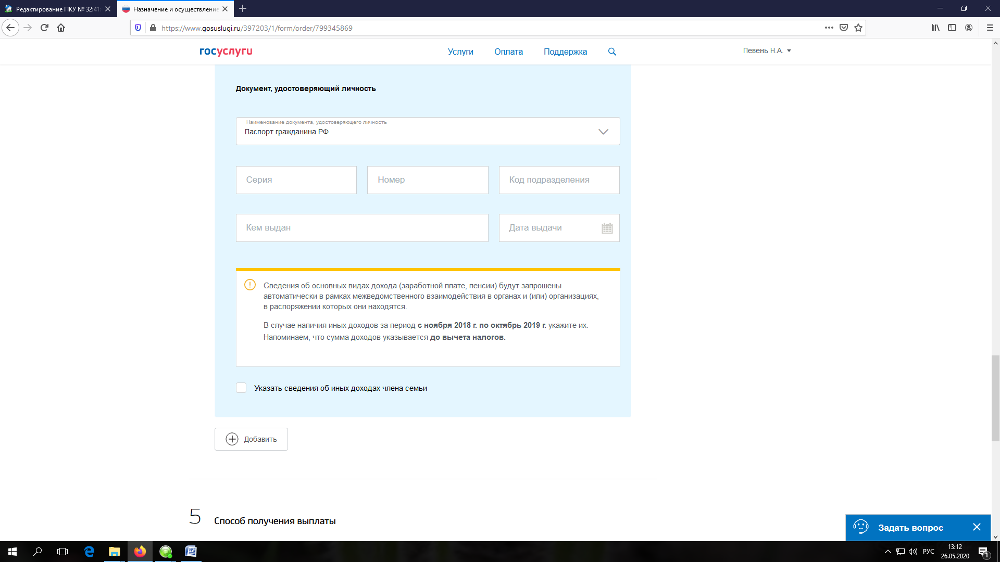 Редактирование ПКУ № 32:41:
Назначение и осуществление
https://www.gosuslugi.ru/397203/1/form/order/799345869
госуслуги
Услуги
Оплата
Поддержка
Певень Н.А.
Документ, удостоверяющий личность
Наименование документа, удостоверяющего личность
Паспорт гражданина РФ
Серия
Номер
Код подразделения
Кем выдан
Дата выдачи
Сведения об основных видах дохода (заработной плате, пенсии) будут запрошены
автоматически в рамках межведомственного взаимодействия в органах и (или) организациях,
в распоряжении которых они находятся.
В случае наличия иных доходов за период с ноября 2018 г. по октябрь 2019 г. укажите их.
Напоминаем, что сумма доходов указывается до вычета налогов.
Указать сведения об иных доходах члена семьи
Добавить
5
Способ получения выплаты
Задать вопрос
РУС
13:12
26.05.2020
1